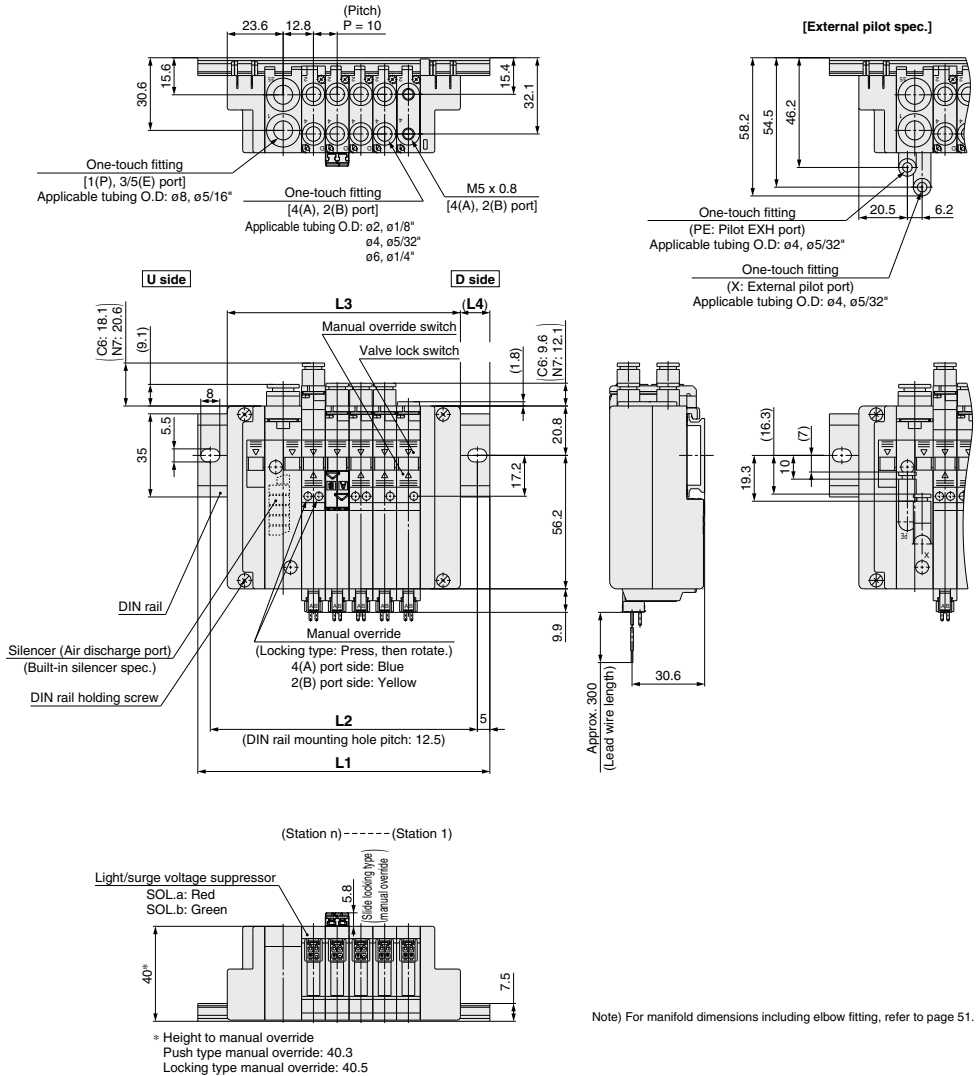 (Pitch)
P = 10
23.6
12.8
30.6
15.6
15.4
32.1
One-touch fitting
[1(P), 3/5(E) port]
Applicable tubing O.D: ø8, ø5/16"
One-touch fitting
[4(A), 2(B) port]
Applicable tubing O.D: ø2, ø1/8"
ø4, ø5/32"
ø6, ø1/4"
M5 x 0.8
[4(A), 2(B) port]
[External pilot spec.]
58.2
54.5
46.2
20.5
6.2
One-touch fitting
(PE: Pilot EXH port)
Applicable tubing O.D: ø4, ø5/32"
One-touch fitting
(X: External pilot port)
Applicable tubing O.D: ø4, ø5/32"
U side
D side
L3
(L4)
Manual override switch
Valve lock switch
(C6: 18.1
N7: 20.6)
(9.1)
(1.8)
(C6: 9.6
N7: 12.1)
8
5.5
35
20.8
17.2
56.2
9.9
DIN rail
Silencer (Air discharge port)
(Built-in silencer spec.)
DIN rail holding screw
Manual override
(Locking type: Press, then rotate.)
4(A) port side: Blue
2(B) port side: Yellow
L2
5
(DIN rail mounting hole pitch: 12.5)
L1
30.6
Approx. 300
(Lead wire length)
(16.3)
(7)
19.3
10
PE
X
(Station n)------(Station 1)
Light/surge voltage suppressor
SOL.a: Red
SOL.b: Green
5.8
(Slide locking type
manual override)
40*
7.5
* Height to manual override
Push type manual override: 40.3
Locking type manual override: 40.5
Note) For manifold dimensions including elbow fitting, refer to page 51.